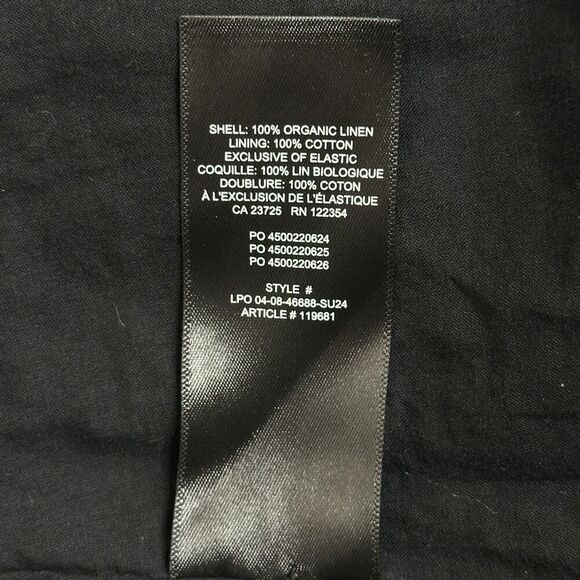 SHELL: 100% ORGANIC LINEN
LINING: 100% COTTON
EXCLUSIVE OF ELASTIC
COQUILLE: 100% LIN BIOLOGIQUE
DOUBLURE: 100% COTON
À L'EXCLUSION DE L'ÉLASTIQUE
CA 23725 RN 122354
PO 4500220624
PO 4500220625
PO 4500220626
STYLE #
LPO 04-08-46688-SU24
ARTICLE # 119681